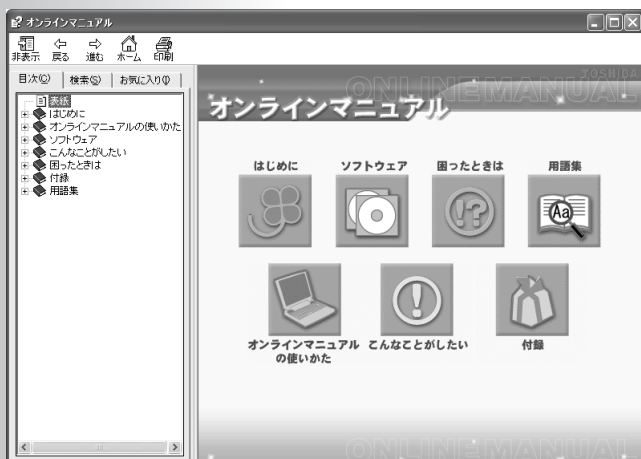 オンラインマニュアル
非表示 戻る 進む ホーム 印刷
目次(C) 検索(S) お気に入り(I)
表紙
はじめに
オンラインマニュアルの使いかた
ソフトウェア
こんなことがしたい
困ったときは
付録
用語集
TOSHIBA
ONLINE MANUAL
オンラインマニュアル
はじめに ソフトウェア 困ったときは 用語集
!?
Aa
!
オンラインマニュアル
の使いかた
こんなことがしたい
付録
ONLINE MANUAL